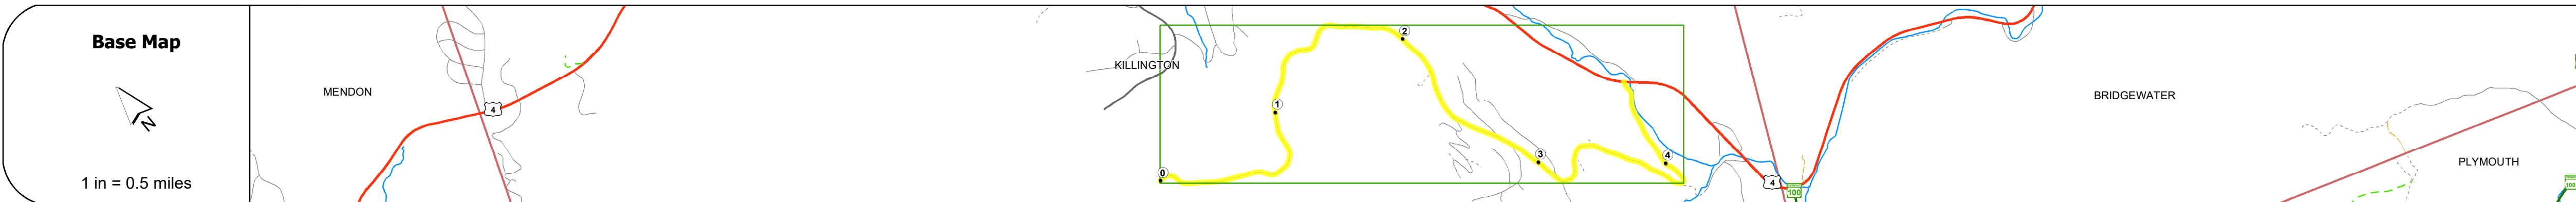 Base Map
N
1 in = 0.5 miles
MENDON
4
KILLINGTON
0
1
2
3
4
4
100
BRIDGEWATER
PLYMOUTH
100